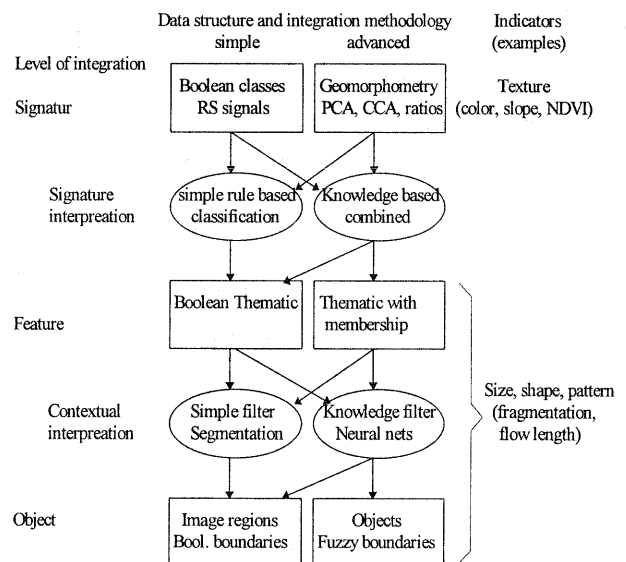 Data structure and integration methodology
simple advanced
Indicators
(examples)
Level of integration
Signatur
Boolean classes
RS signals
Geomorphometry
PCA, CCA, ratios
Texture
(color, slope, NDVI)
Signature
interpreation
simple rule based
classification
Knowledge based
combined
Feature
Boolean Thematic
Thematic with
membership
Contextual
interpreation
Simple filter
Segmentation
Knowledge filter
Neural nets
Size, shape, pattern
(fragmentation,
flow length)
Object
Image regions
Bool. boundaries
Objects
Fuzzy boundaries